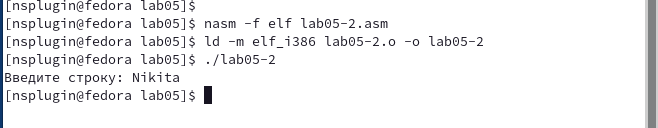 [nsplugin@fedora lab05]$
[nsplugin@fedora lab05]$ nasm -f elf lab05-2.asm
[nsplugin@fedora lab05]$ ld -m elf_i386 lab05-2.o -o lab05-2
[nsplugin@fedora lab05]$ ./lab05-2
Введите строку: Nikita
[nsplugin@fedora lab05]$